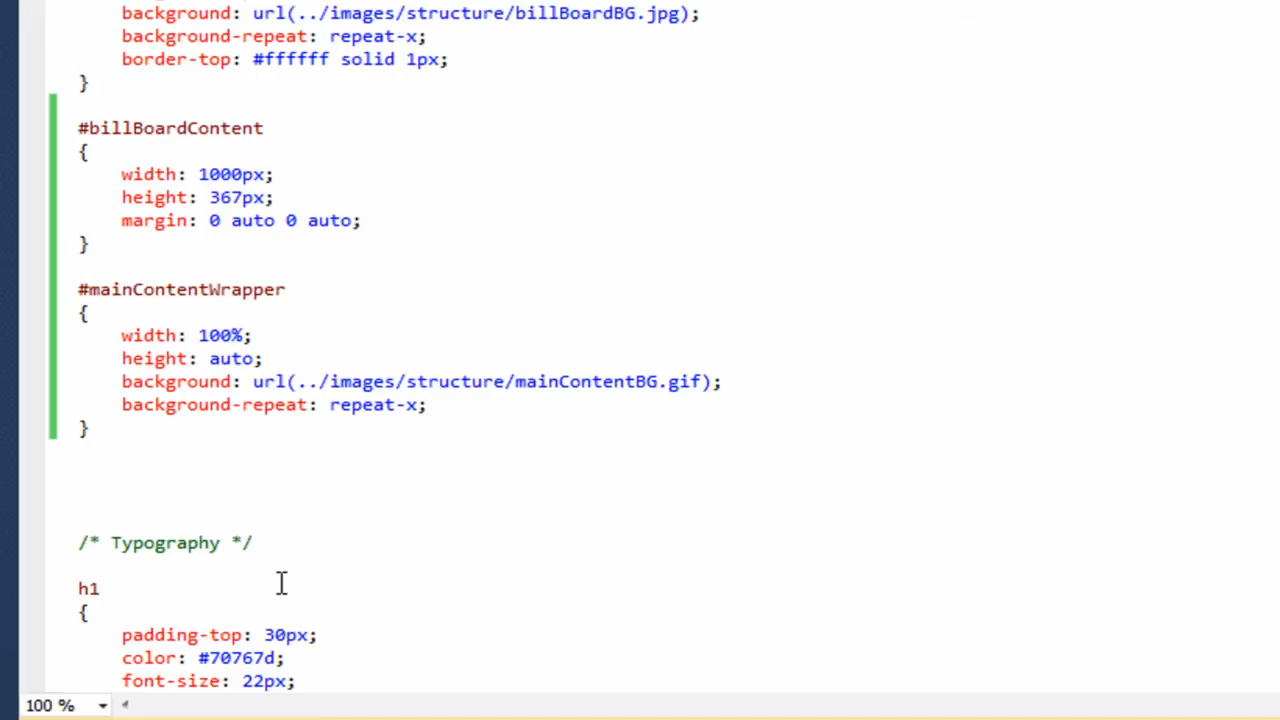 background: url(../images/structure/billBoardBG.jpg);
background-repeat: repeat-x;
border-top: #ffffff solid 1px;
}
#billBoardContent
{
width: 1000px;
height: 367px;
margin: 0 auto 0 auto;
}
#mainContentWrapper
{
width: 100%;
height: auto;
background: url(../images/structure/mainContentBG.gif);
background-repeat: repeat-x;
}
/* Typography */
h1
{
padding-top: 30px;
color: #70767d;
font-size: 22px;
100 %